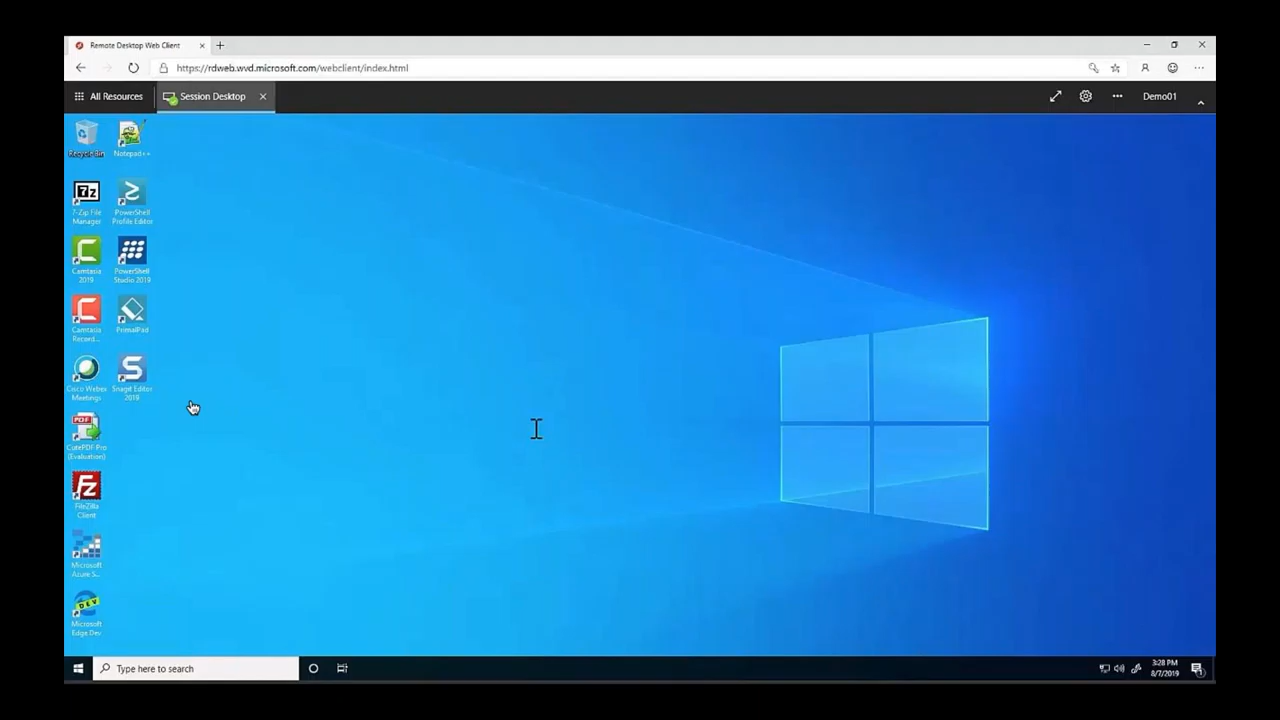 Remote Desktop Web Client
https://rdweb.wvd.microsoft.com/webclient/index.html
All Resources
Session Desktop
Demo01
Recycle Bin
Notepad++
7-Zip File
Manager
PowerShell
Profile Editor
Camtasia
2019
PowerShell
Studio 2019
Camtasia
Record...
PrimalPad
Cisco Webex
Meetings
Snagit Editor
2019
PDF
CutePDF Pro
(Evaluation)
FileZilla
Client
Microsoft
Azure S...
DEV
Microsoft
Edge Dev
Type here to search
3:28 PM
8/7/2019